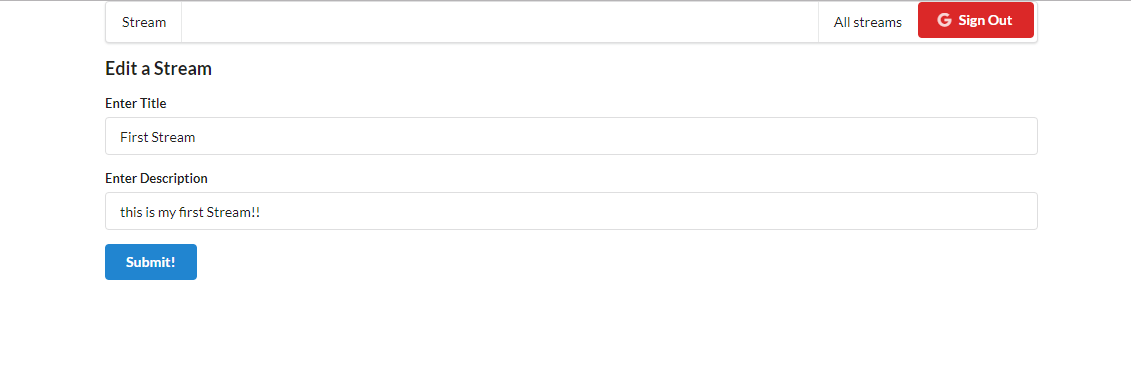 Stream All streams Sign Out
Edit a Stream
Enter Title
First Stream
Enter Description
this is my first Stream!!
Submit!